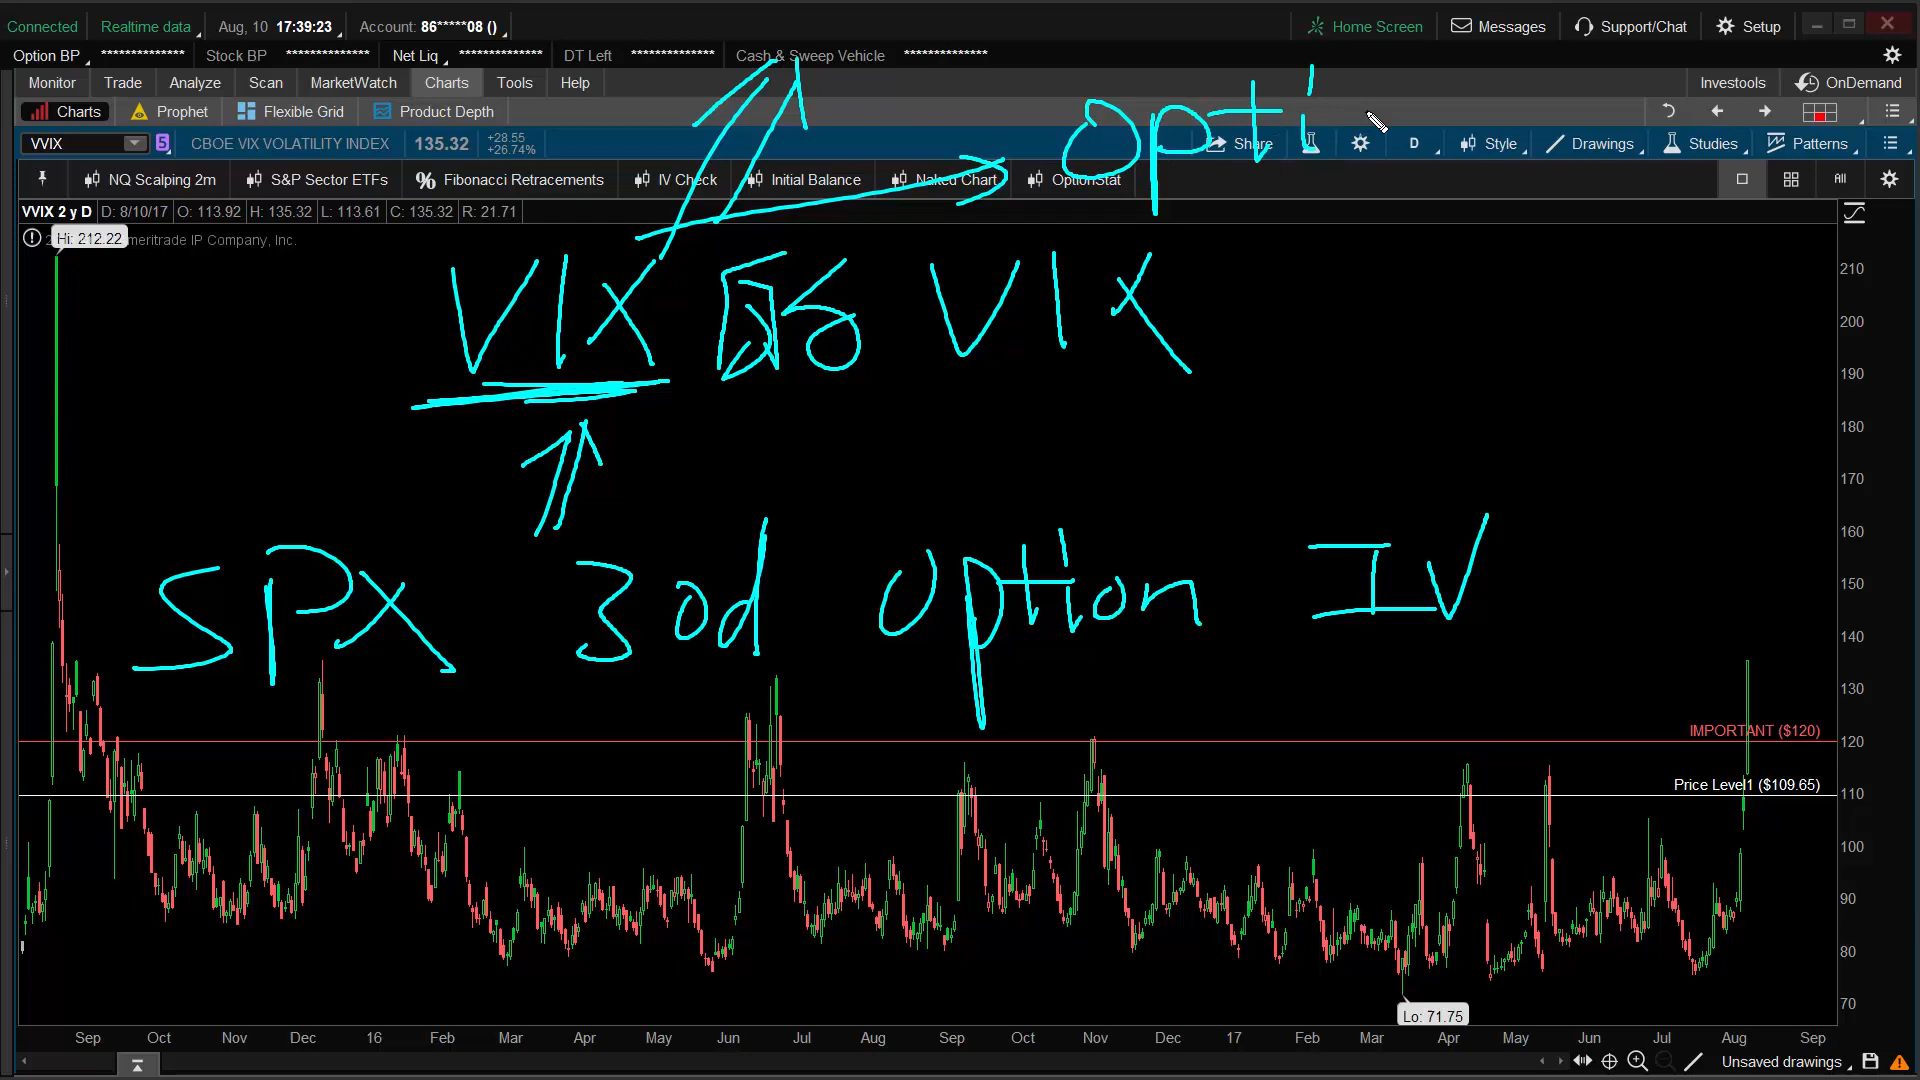 Connected Realtime data Aug, 10 17:39:23 Account: 86*****08 () Home Screen Messages Support/Chat Setup
Option BP ************** Stock BP ************** Net Liq ************** DT Left ************** Cash & Sweep Vehicle **************
Monitor Trade Analyze Scan MarketWatch Charts Tools Help Investools OnDemand
Charts Prophet Flexible Grid Product Depth
opti
VVIX 5 CBOE VIX VOLATILITY INDEX 135.32 +28.55 +26.74% Share D Style Drawings Studies Patterns
NQ Scalping 2m S&P Sector ETFs Fibonacci Retracements IV Check Initial Balance Naked Chart OptionStat All
VVIX 2 y D D: 8/10/17 O: 113.92 H: 135.32 L: 113.61 C: 135.32 R: 21.71
Hi: 212.22 meritrade IP Company, Inc.
VIX VIX
SPX 30d option IV
210
200
190
180
170
160
150
140
130
IMPORTANT ($120) 120
Price Level1 ($109.65) 110
100
90
80
70
Lo: 71.75
Sep Oct Nov Dec 16 Feb Mar Apr May Jun Jul Aug Sep Oct Nov Dec 17 Feb Mar Apr May Jun Jul Aug Sep
Unsaved drawings